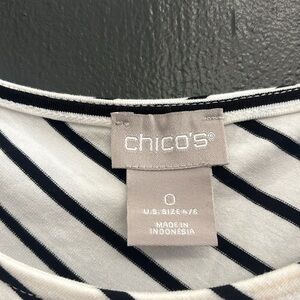 chico's®
0
U.S. SIZE 4/6
MADE IN
INDONESIA